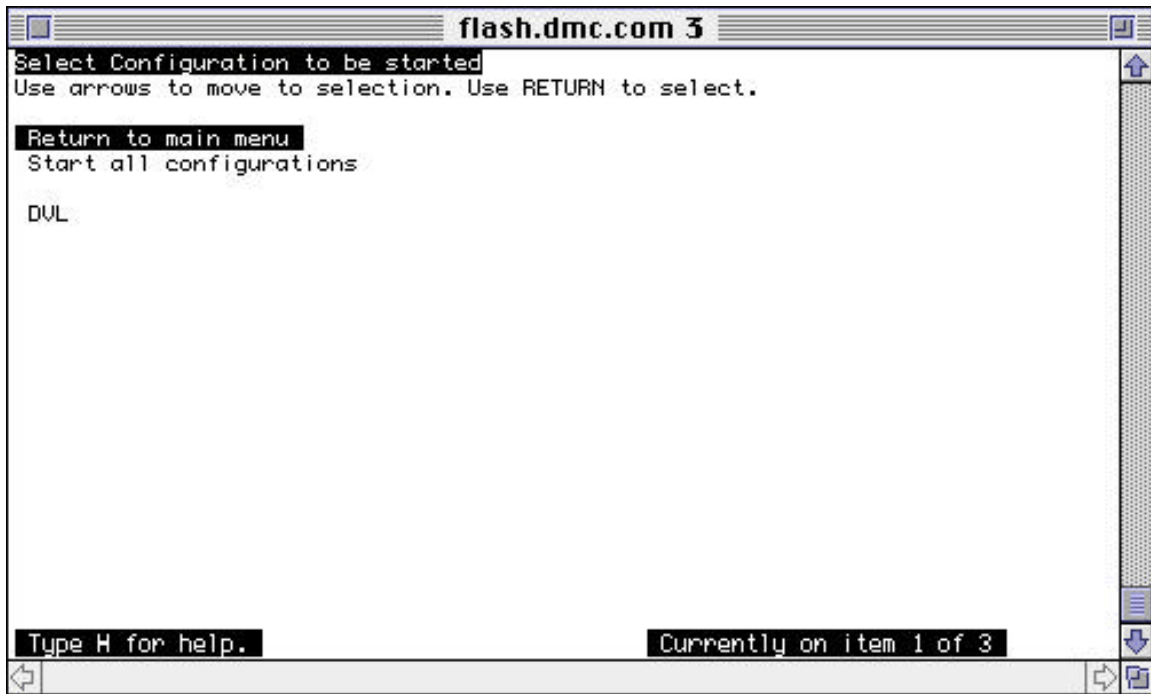 flash.dmc.com 3
Select Configuration to be started
Use arrows to move to selection. Use RETURN to select.
Return to main menu
Start all configurations
DVL
Type H for help.
Currently on item 1 of 3